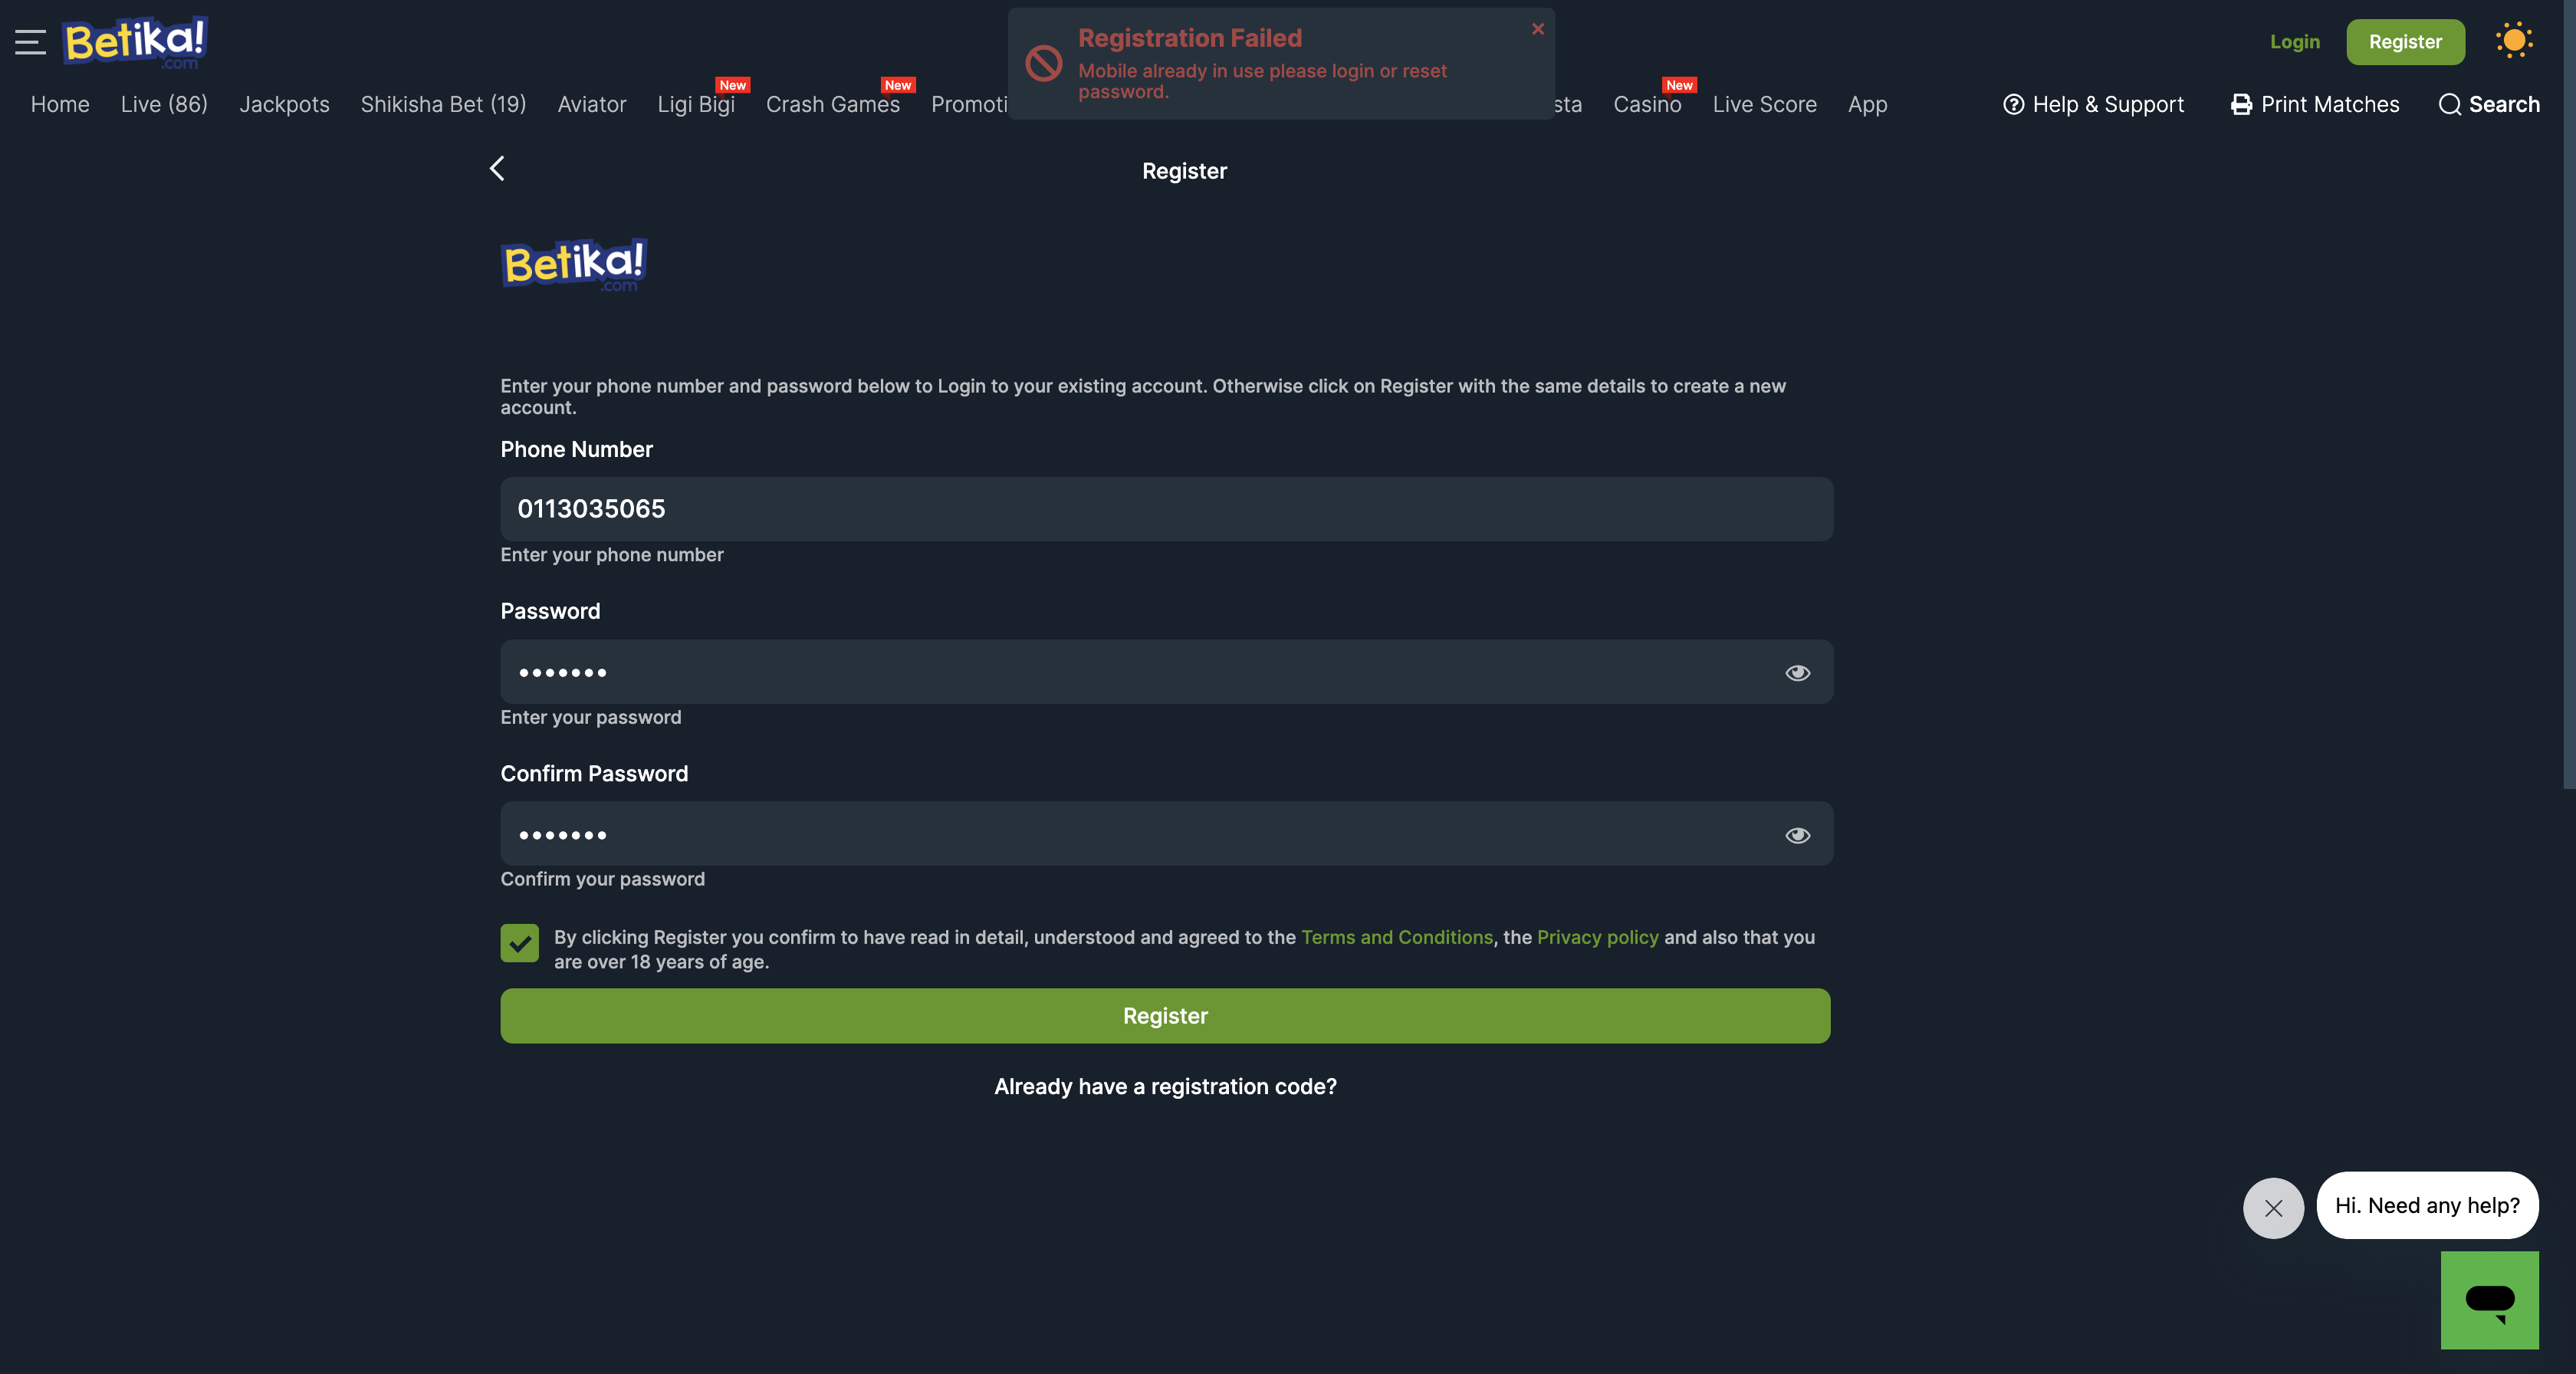 Betika!
.com
Registration Failed
Mobile already in use please login or reset
password.
Login
Register
Home
Live (86)
Jackpots
Shikisha Bet (19)
Aviator
Ligi Bigi
New
Crash Games
New
Promoti
sta
Casino
New
Live Score
App
Help & Support
Print Matches
Search
Register
Betika!
.com
Enter your phone number and password below to Login to your existing account. Otherwise click on Register with the same details to create a new
account.
Phone Number
0113035065
Enter your phone number
Password
•••••••
Enter your password
Confirm Password
•••••••
Confirm your password
By clicking Register you confirm to have read in detail, understood and agreed to the Terms and Conditions, the Privacy policy and also that you
are over 18 years of age.
Register
Already have a registration code?
Hi. Need any help?